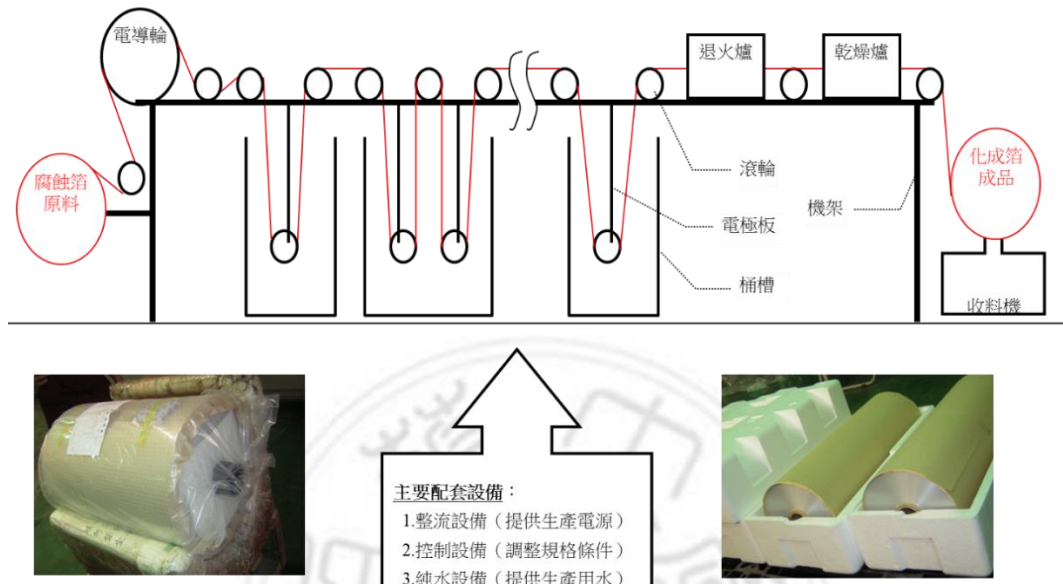 電導輪
退火爐
乾燥爐
腐蝕箔
原料
化成箔
成品
滾輪
機架
電極板
桶槽
收料機
主要配套設備：
1.整流設備（提供生產電源）
2.控制設備（調整規格條件）
3.純水設備（提供生產用水）